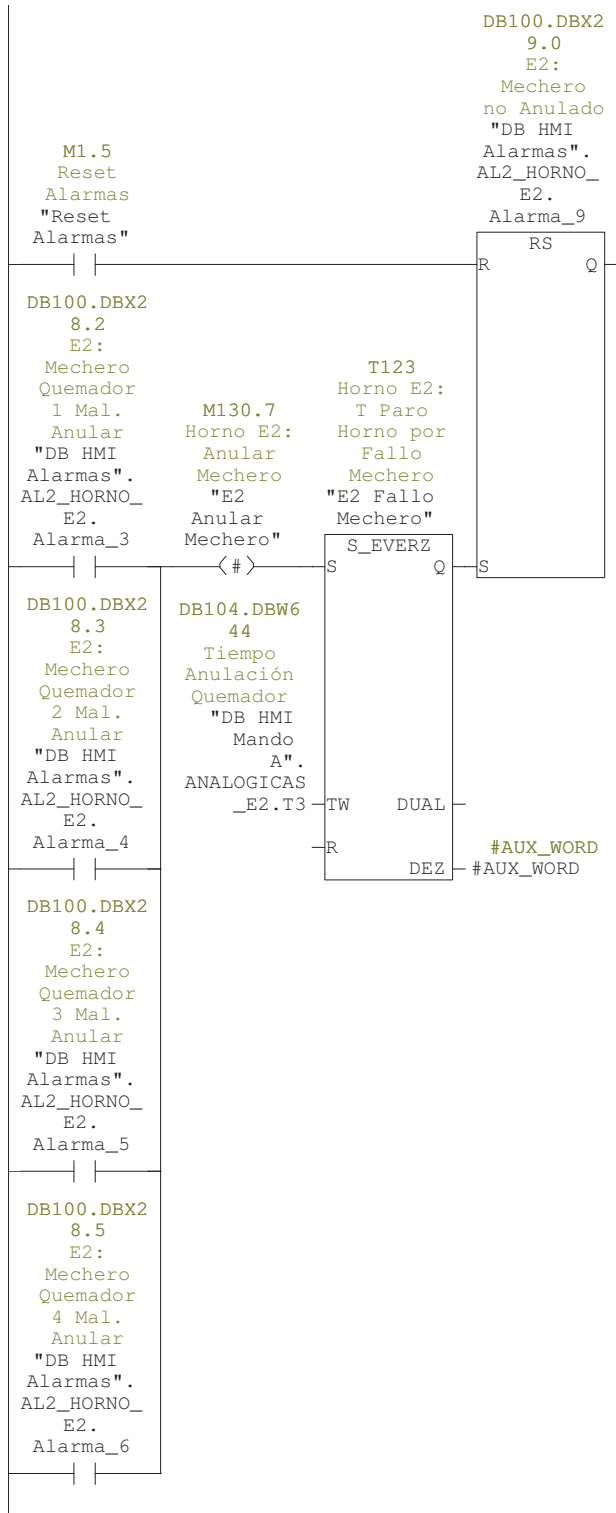 DB100.DBX2
9.0
E2:
Mechero
no Anulado
"DB HMI
Alarmas".
AL2_HORNO_
E2.
Alarma_9
M1.5
Reset
Alarmas
"Reset
Alarmas"
RS
R
Q
DB100.DBX2
8.2
E2:
Mechero
Quemador
1 Mal.
Anular
"DB HMI
Alarmas".
AL2_HORNO_
E2.
Alarma_3
M130.7
Horno E2:
Anular
Mechero
"E2
Anular
Mechero"
(#)
T123
Horno E2:
T Paro
Horno por
Fallo
Mechero
"E2 Fallo
Mechero"
S_EVERZ
S
Q
S
DB100.DBX2
8.3
E2:
Mechero
Quemador
2 Mal.
Anular
"DB HMI
Alarmas".
AL2_HORNO_
E2.
Alarma_4
DB104.DBW6
44
Tiempo
Anulación
Quemador
"DB HMI
Mando
A".
ANALOGICAS
_E2.T3
TW
DUAL
R
DEZ
#AUX_WORD
#AUX_WORD
DB100.DBX2
8.4
E2:
Mechero
Quemador
3 Mal.
Anular
"DB HMI
Alarmas".
AL2_HORNO_
E2.
Alarma_5
DB100.DBX2
8.5
E2:
Mechero
Quemador
4 Mal.
Anular
"DB HMI
Alarmas".
AL2_HORNO_
E2.
Alarma_6